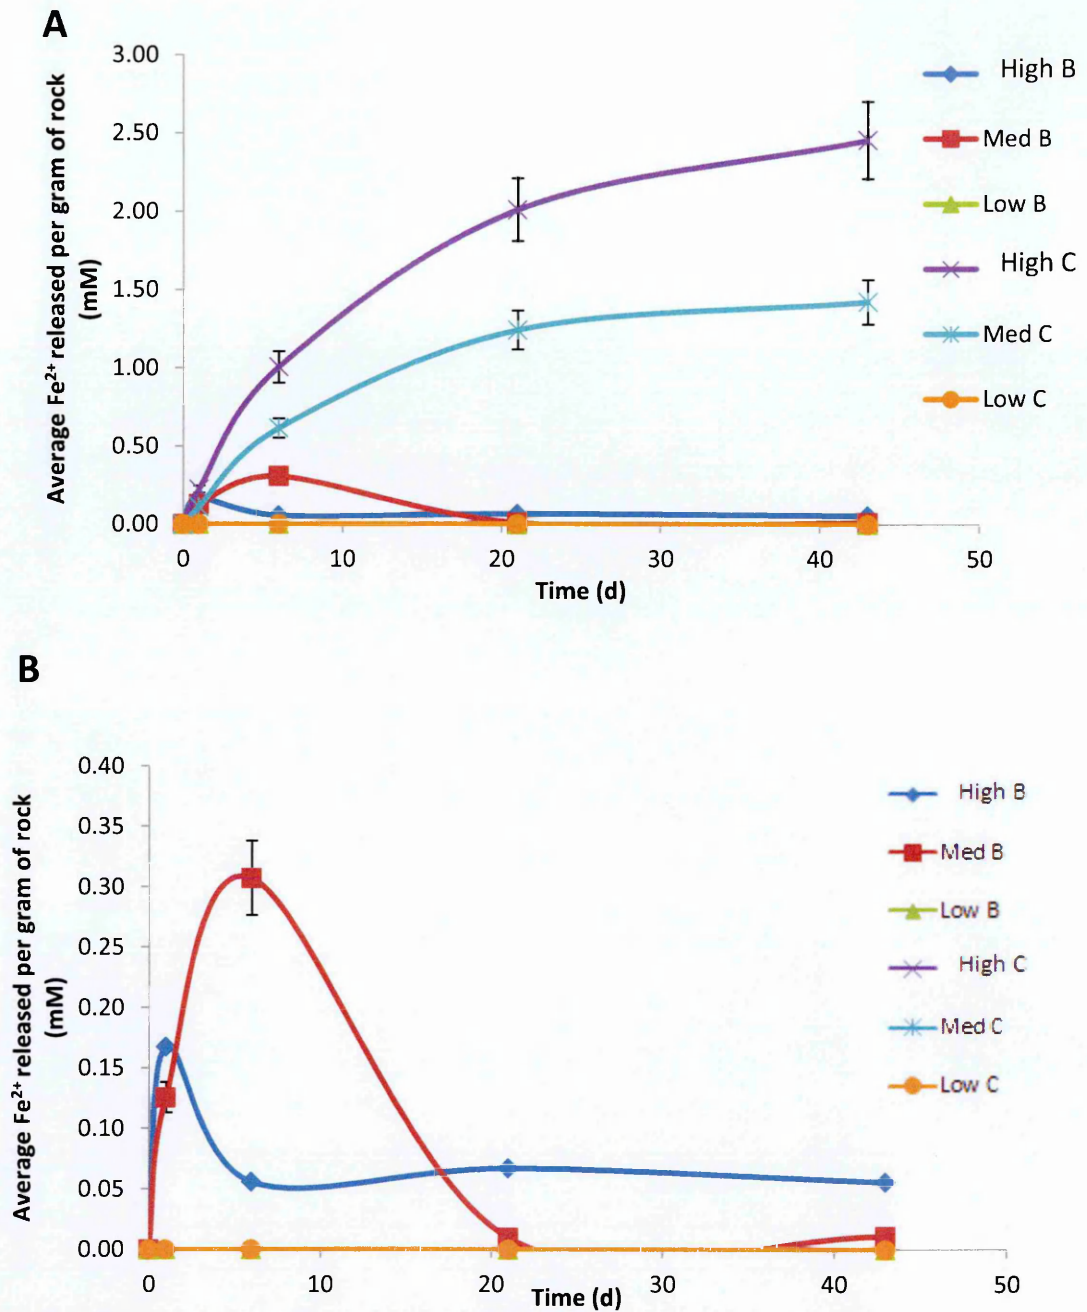 A
Average Fe²⁺ released per gram of rock
(mM)
3.00
2.50
2.00
1.50
1.00
0.50
0.00
0
10
20
30
40
50
Time (d)
High B
Med B
Low B
High C
Med C
Low C
B
Average Fe²⁺ released per gram of rock
(mM)
0.40
0.35
0.30
0.25
0.20
0.15
0.10
0.05
0.00
0
10
20
30
40
50
Time (d)
High B
Med B
Low B
High C
Med C
Low C